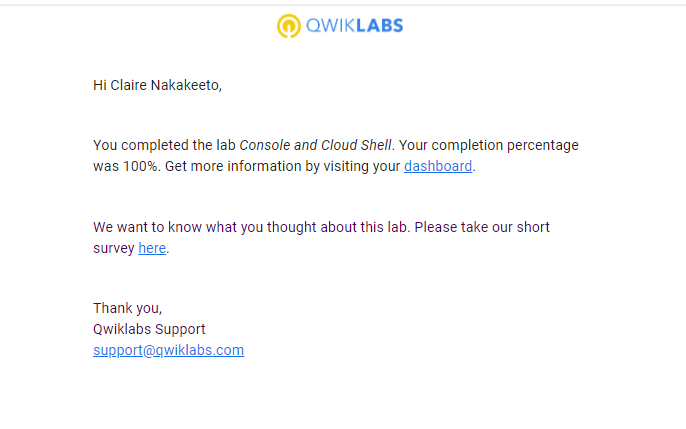 QWIKLABS
Hi Claire Nakakeeto,
You completed the lab Console and Cloud Shell. Your completion percentage
was 100%. Get more information by visiting your dashboard.
We want to know what you thought about this lab. Please take our short
survey here.
Thank you,
Qwiklabs Support
support@qwiklabs.com